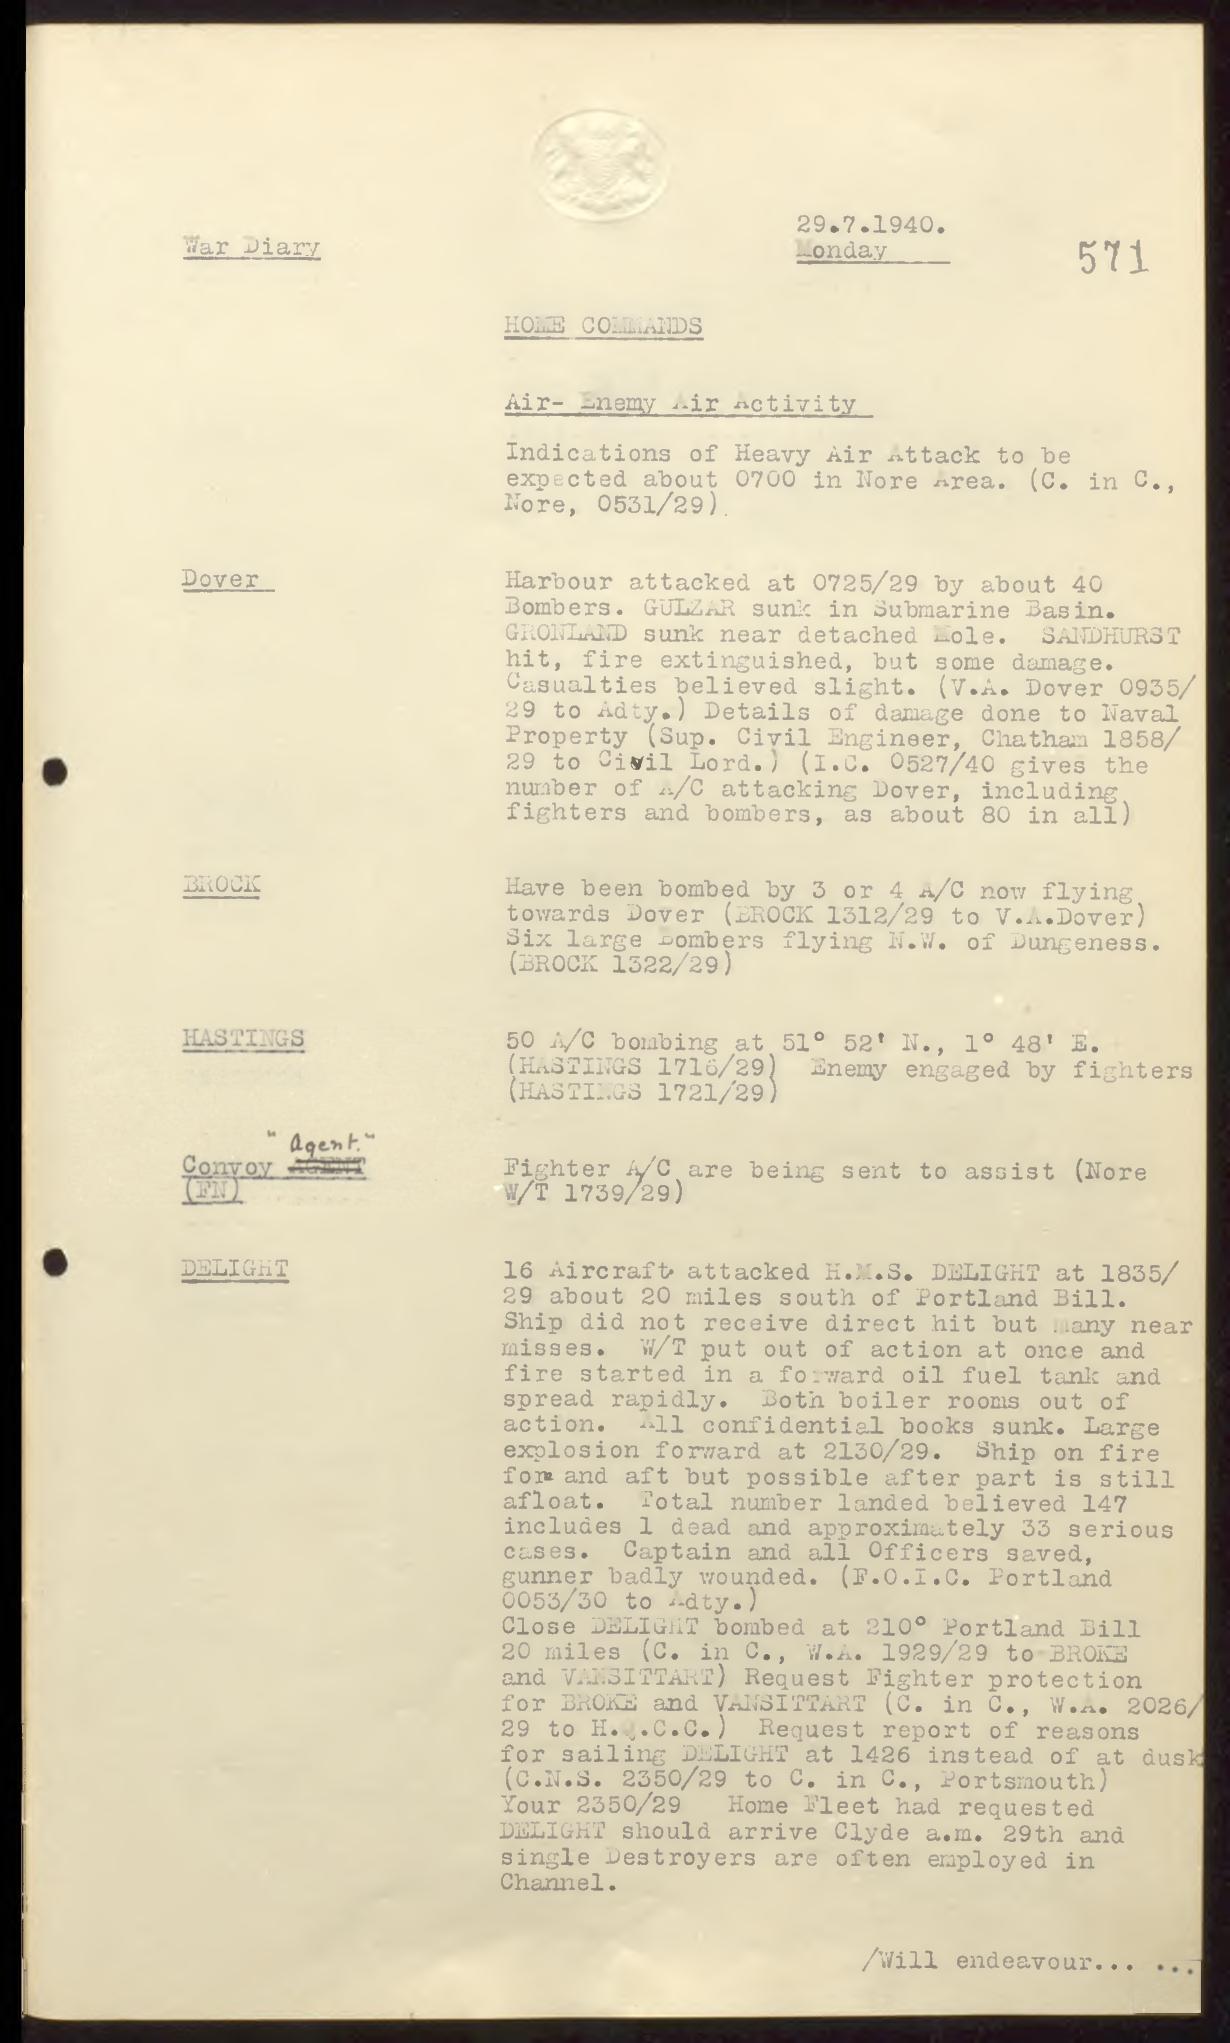 29.7.1940.
War Diary
Monday
571
HOME COMMANDS
Air- Enemy Air Activity
Indications of Heavy Air Attack to be
expected about 0700 in Nore Area. (C. in C.,
Nore, 0531/29).
Dover
Harbour attacked at 0725/29 by about 40
Bombers. GULZAR sunk in Submarine Basin.
GRONLAND sunk near detached Mole. SANDHURST
hit, fire extinguished, but some damage.
Casualties believed slight. (V.A. Dover 0935/
29 to Adty.) Details of damage done to Naval
Property (Sup. Civil Engineer, Chatham 1858/
29 to Civil Lord.) (I.C. 0527/40 gives the
number of A/C attacking Dover, including
fighters and bombers, as about 80 in all)
BROCK
Have been bombed by 3 or 4 A/C now flying
towards Dover (BROCK 1312/29 to V.A.Dover)
Six large Bombers flying N.W. of Dungeness.
(BROCK 1322/29)
HASTINGS
50 A/C bombing at 51° 52' N., 1° 48' E.
(HASTINGS 1716/29) Enemy engaged by fighters
(HASTINGS 1721/29)
"Agent."
Convoy AGENT
(FN)
Fighter A/C are being sent to assist (Nore
W/T 1739/29)
DELIGHT
16 Aircraft attacked H.M.S. DELIGHT at 1835/
29 about 20 miles south of Portland Bill.
Ship did not receive direct hit but many near
misses. W/T put out of action at once and
fire started in a forward oil fuel tank and
spread rapidly. Both boiler rooms out of
action. All confidential books sunk. Large
explosion forward at 2130/29. Ship on fire
fore and aft but possible after part is still
afloat. Total number landed believed 147
includes 1 dead and approximately 33 serious
cases. Captain and all Officers saved,
gunner badly wounded. (F.O.I.C. Portland
0053/30 to Adty.)
Close DELIGHT bombed at 210° Portland Bill
20 miles (C. in C., W.A. 1929/29 to BROKE
and VANSITTART) Request Fighter protection
for BROKE and VANSITTART (C. in C., W.A. 2026/
29 to Request report of reasons
for sailing DELIGHT at 1426 instead of at dusk
(C.N.S. 2350/29 to C. in C., Portsmouth)
Your 2350/29 Home Fleet had requested
DELIGHT should arrive Clyde a.m. 29th and
single Destroyers are often employed in
Channel.
/Will endeavour... ...